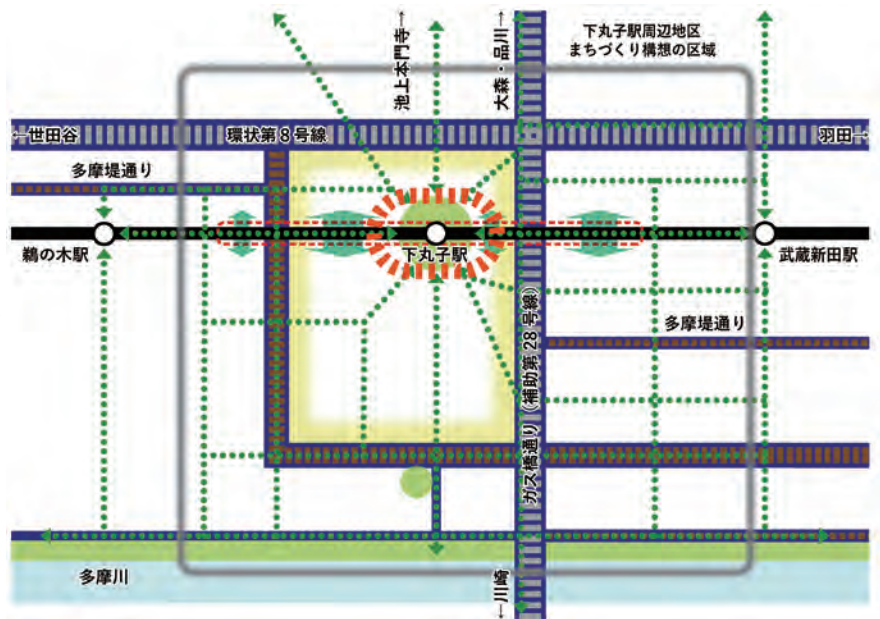 下丸子駅周辺地区
まちづくり構想の区域
池上本門寺→
大森・品川→
←世田谷
環状第8号線
羽田→
多摩堤通り
鵜の木駅
下丸子駅
武蔵新田駅
多摩堤通り
ガス橋通り（補助第28号線）
多摩川
←川崎